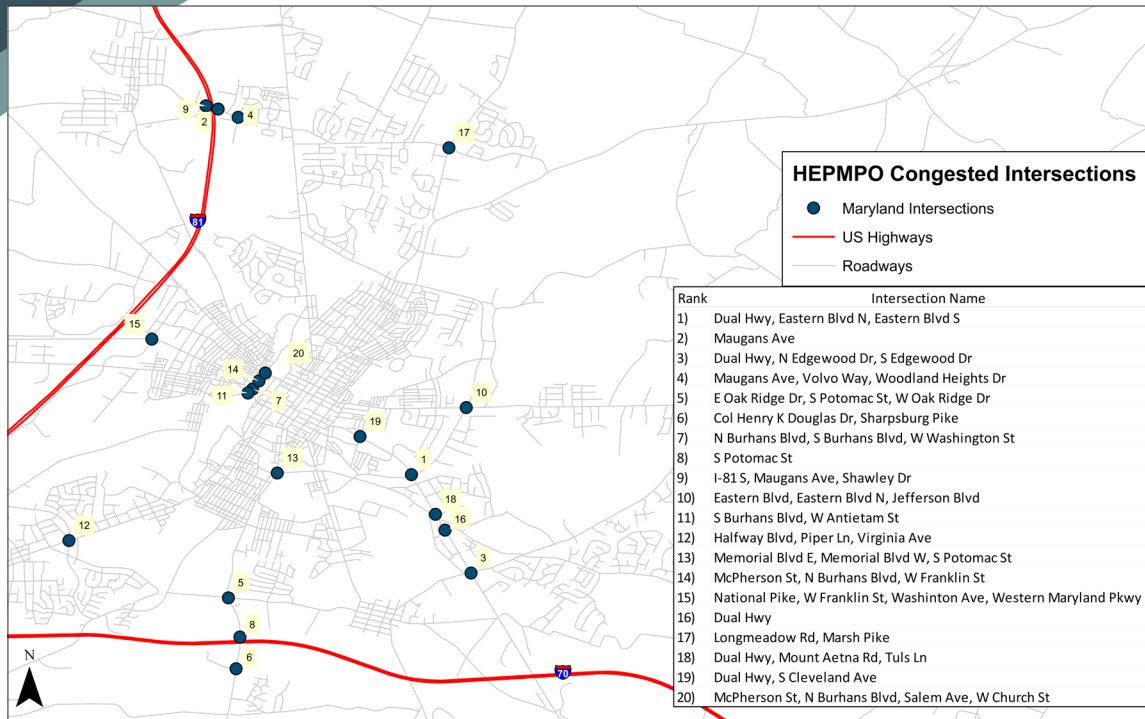 9
2
4
17
81
15
14
20
11
7
10
19
13
1
18
16
12
3
5
8
6
70
N
HEPMPO Congested Intersections
Maryland Intersections
US Highways
Roadways
Rank Intersection Name
1) Dual Hwy, Eastern Blvd N, Eastern Blvd S
2) Maugans Ave
3) Dual Hwy, N Edgewood Dr, S Edgewood Dr
4) Maugans Ave, Volvo Way, Woodland Heights Dr
5) E Oak Ridge Dr, S Potomac St, W Oak Ridge Dr
6) Col Henry K Douglas Dr, Sharpsburg Pike
7) N Burhans Blvd, S Burhans Blvd, W Washington St
8) S Potomac St
9) I-81 S, Maugans Ave, Shawley Dr
10) Eastern Blvd, Eastern Blvd N, Jefferson Blvd
11) S Burhans Blvd, W Antietam St
12) Halfway Blvd, Piper Ln, Virginia Ave
13) Memorial Blvd E, Memorial Blvd W, S Potomac St
14) McPherson St, N Burhans Blvd, W Franklin St
15) National Pike, W Franklin St, Washinton Ave, Western Maryland Pkwy
16) Dual Hwy
17) Longmeadow Rd, Marsh Pike
18) Dual Hwy, Mount Aetna Rd, Tuls Ln
19) Dual Hwy, S Cleveland Ave
20) McPherson St, N Burhans Blvd, Salem Ave, W Church St